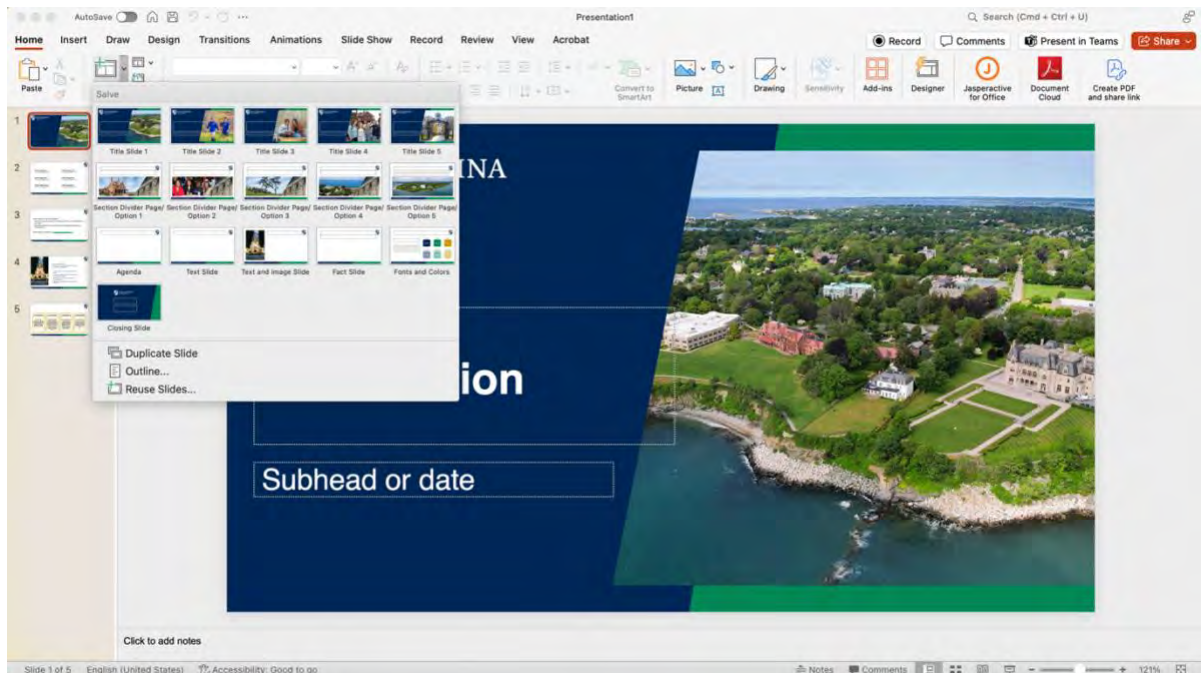 AutoSave
Presentation1
Search (Cmd + Ctrl + U)
Home Insert Draw Design Transitions Animations Slide Show Record Review View Acrobat
Record Comments Present in Teams Share
Paste
Convert to SmartArt
Picture
Drawing
Sensitivity
Add-ins
Designer
Jasperactive for Office
Document Cloud
Create PDF and share link
Salve
Title Slide 1 Title Slide 2 Title Slide 3 Title Slide 4 Title Slide 5
Section Divider Page/ Option 1 Section Divider Page/ Option 2 Section Divider Page/ Option 3 Section Divider Page/ Option 4 Section Divider Page/ Option 5
Agenda Text Slide Text and Image Slide Fact Slide Fonts and Colors
Closing Slide
Duplicate Slide
Outline...
Reuse Slides...
1
2
3
4
5
INA
ion
Subhead or date
Click to add notes
Slide 1 of 5 English (United States) Accessibility: Good to go
Notes Comments 121%